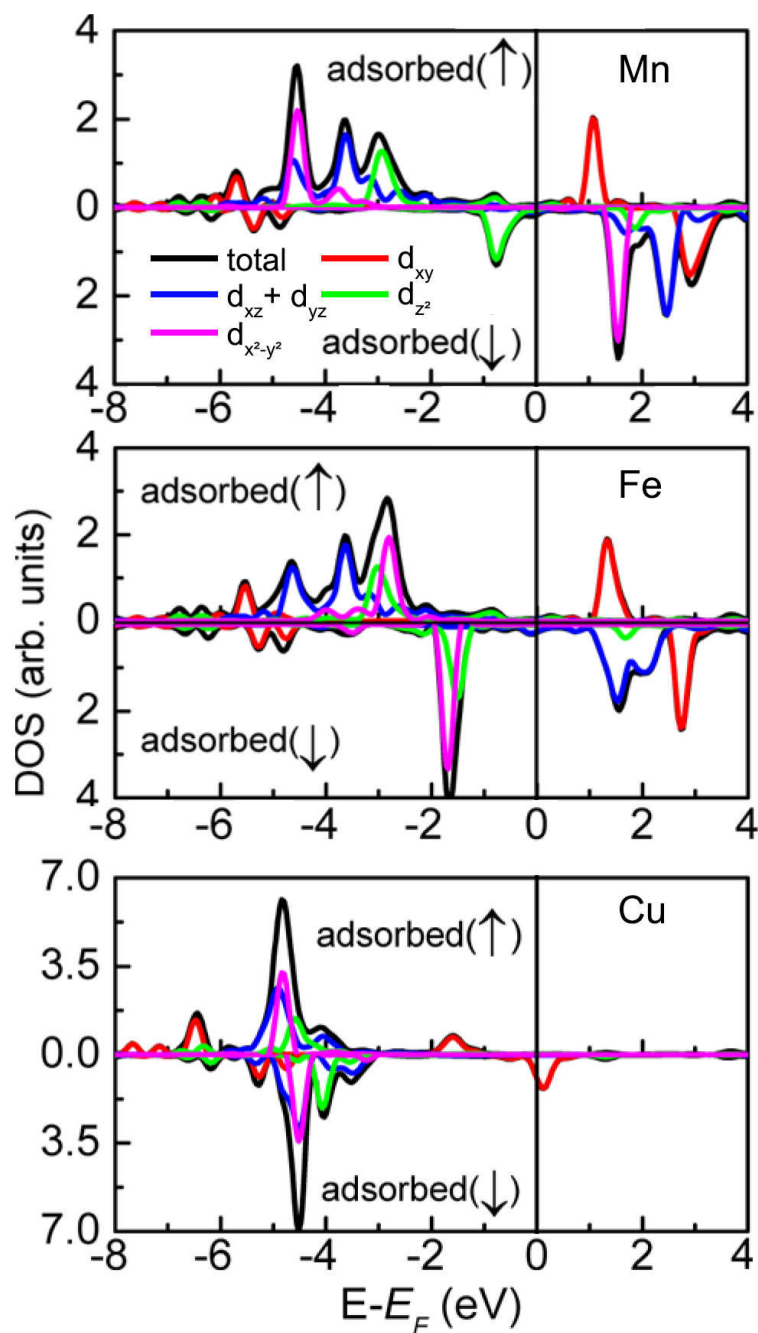 4
2
0
2
4
adsorbed(↑)
Mn
total
d_xy
d_xz + d_yz
d_z²
d_x²-y²
adsorbed(↓)
-8 -6 -4 -2 0 2 4
4
2
0
2
4
adsorbed(↑)
Fe
DOS (arb. units)
adsorbed(↓)
-8 -6 -4 -2 0 2 4
7.0
3.5
0.0
3.5
7.0
Cu
adsorbed(↑)
adsorbed(↓)
-8 -6 -4 -2 0 2 4
E-E_F (eV)